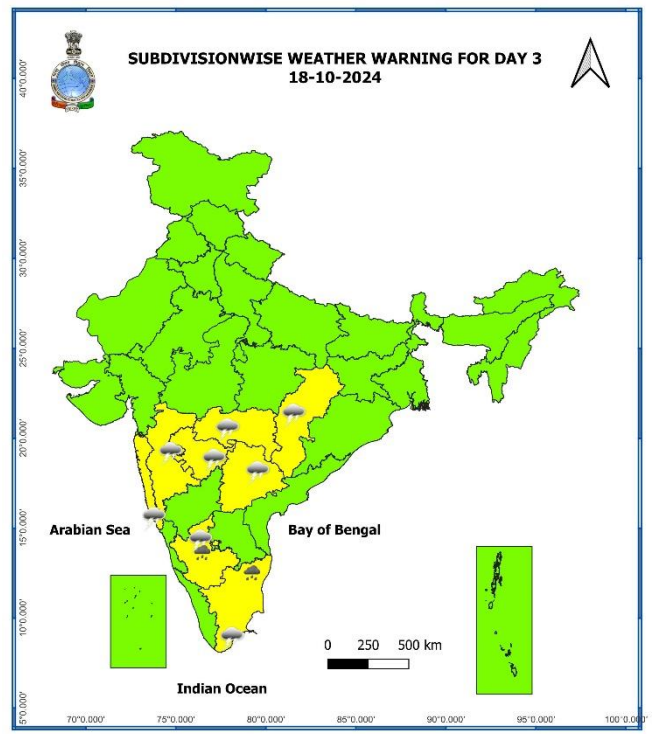 SUBDIVISIONWISE WEATHER WARNING FOR DAY 3
18-10-2024
40°0.000'
35°0.000'
30°0.000'
25°0.000'
20°0.000'
15°0.000'
10°0.000'
5°0.000'
Arabian Sea
Bay of Bengal
0 250 500 km
Indian Ocean
70°0.000' 75°0.000' 80°0.000' 85°0.000' 90°0.000' 95°0.000' 100°0.000'